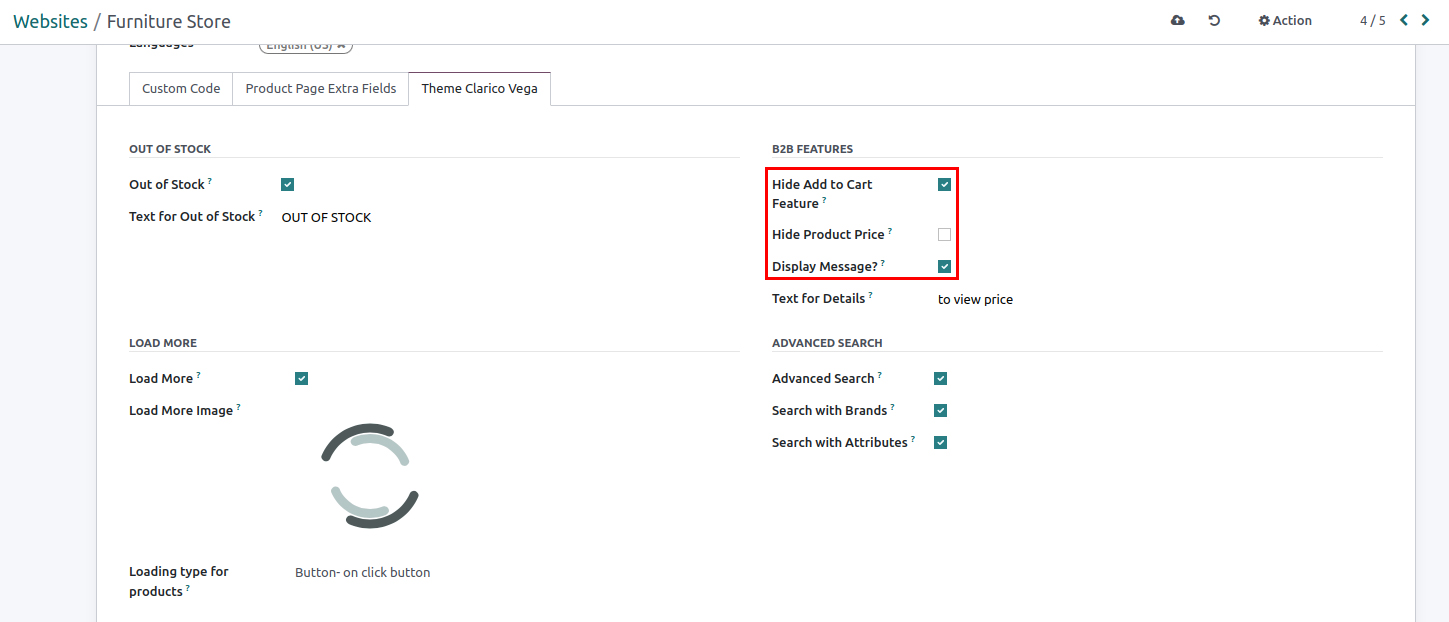 Websites / Furniture Store
Action
4 / 5
Languages
English (US) ×
Custom Code
Product Page Extra Fields
Theme Clarico Vega
OUT OF STOCK
Out of Stock ?
Text for Out of Stock ?
OUT OF STOCK
B2B FEATURES
Hide Add to Cart
Feature ?
Hide Product Price ?
Display Message? ?
Text for Details ?
to view price
LOAD MORE
Load More ?
Load More Image ?
Loading type for
products ?
Button- on click button
ADVANCED SEARCH
Advanced Search ?
Search with Brands ?
Search with Attributes ?